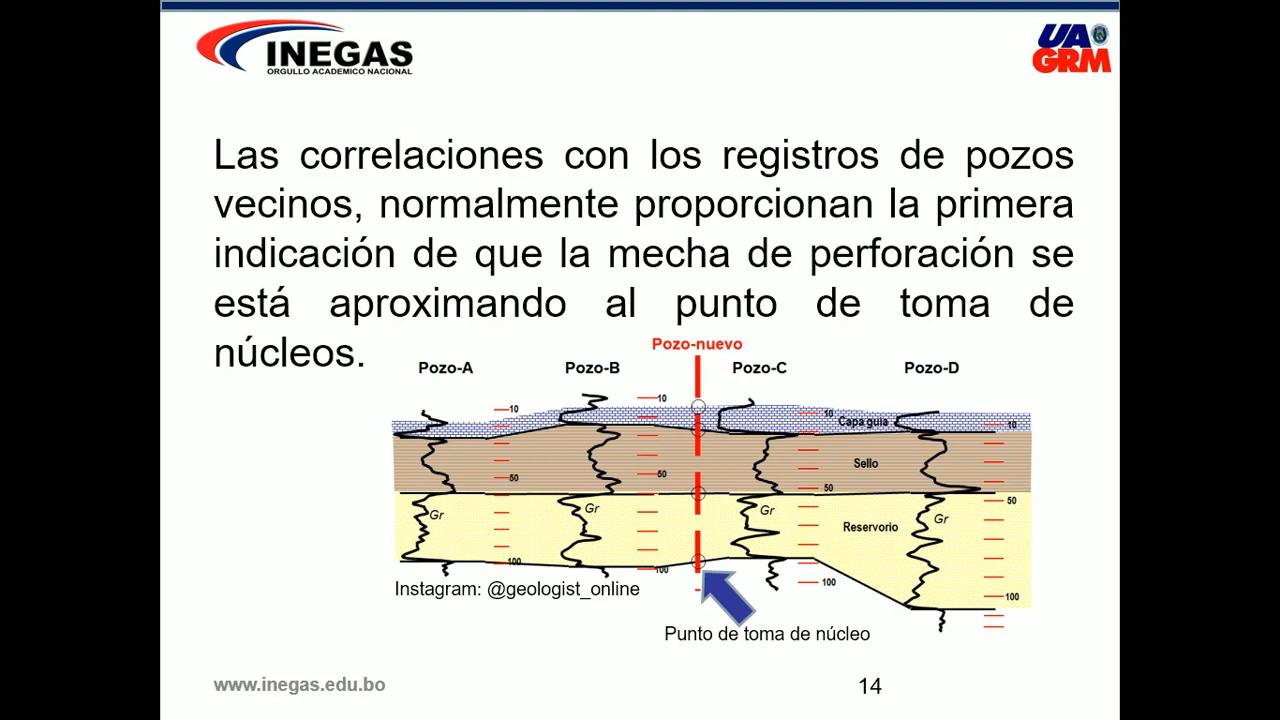 INEGAS
ORGULLO ACADEMICO NACIONAL
UA
GRM
Las correlaciones con los registros de pozos
vecinos, normalmente proporcionan la primera
indicación de que la mecha de perforación se
está aproximando al punto de toma de
núcleos.
Pozo-nuevo
Pozo-A
Pozo-B
Pozo-C
Pozo-D
10
10
10
10
Capa guia
Sello
50
50
50
50
Gr
Gr
Gr
Gr
Reservorio
100
100
100
100
Instagram: @geologist_online
Punto de toma de núcleo
www.inegas.edu.bo
14